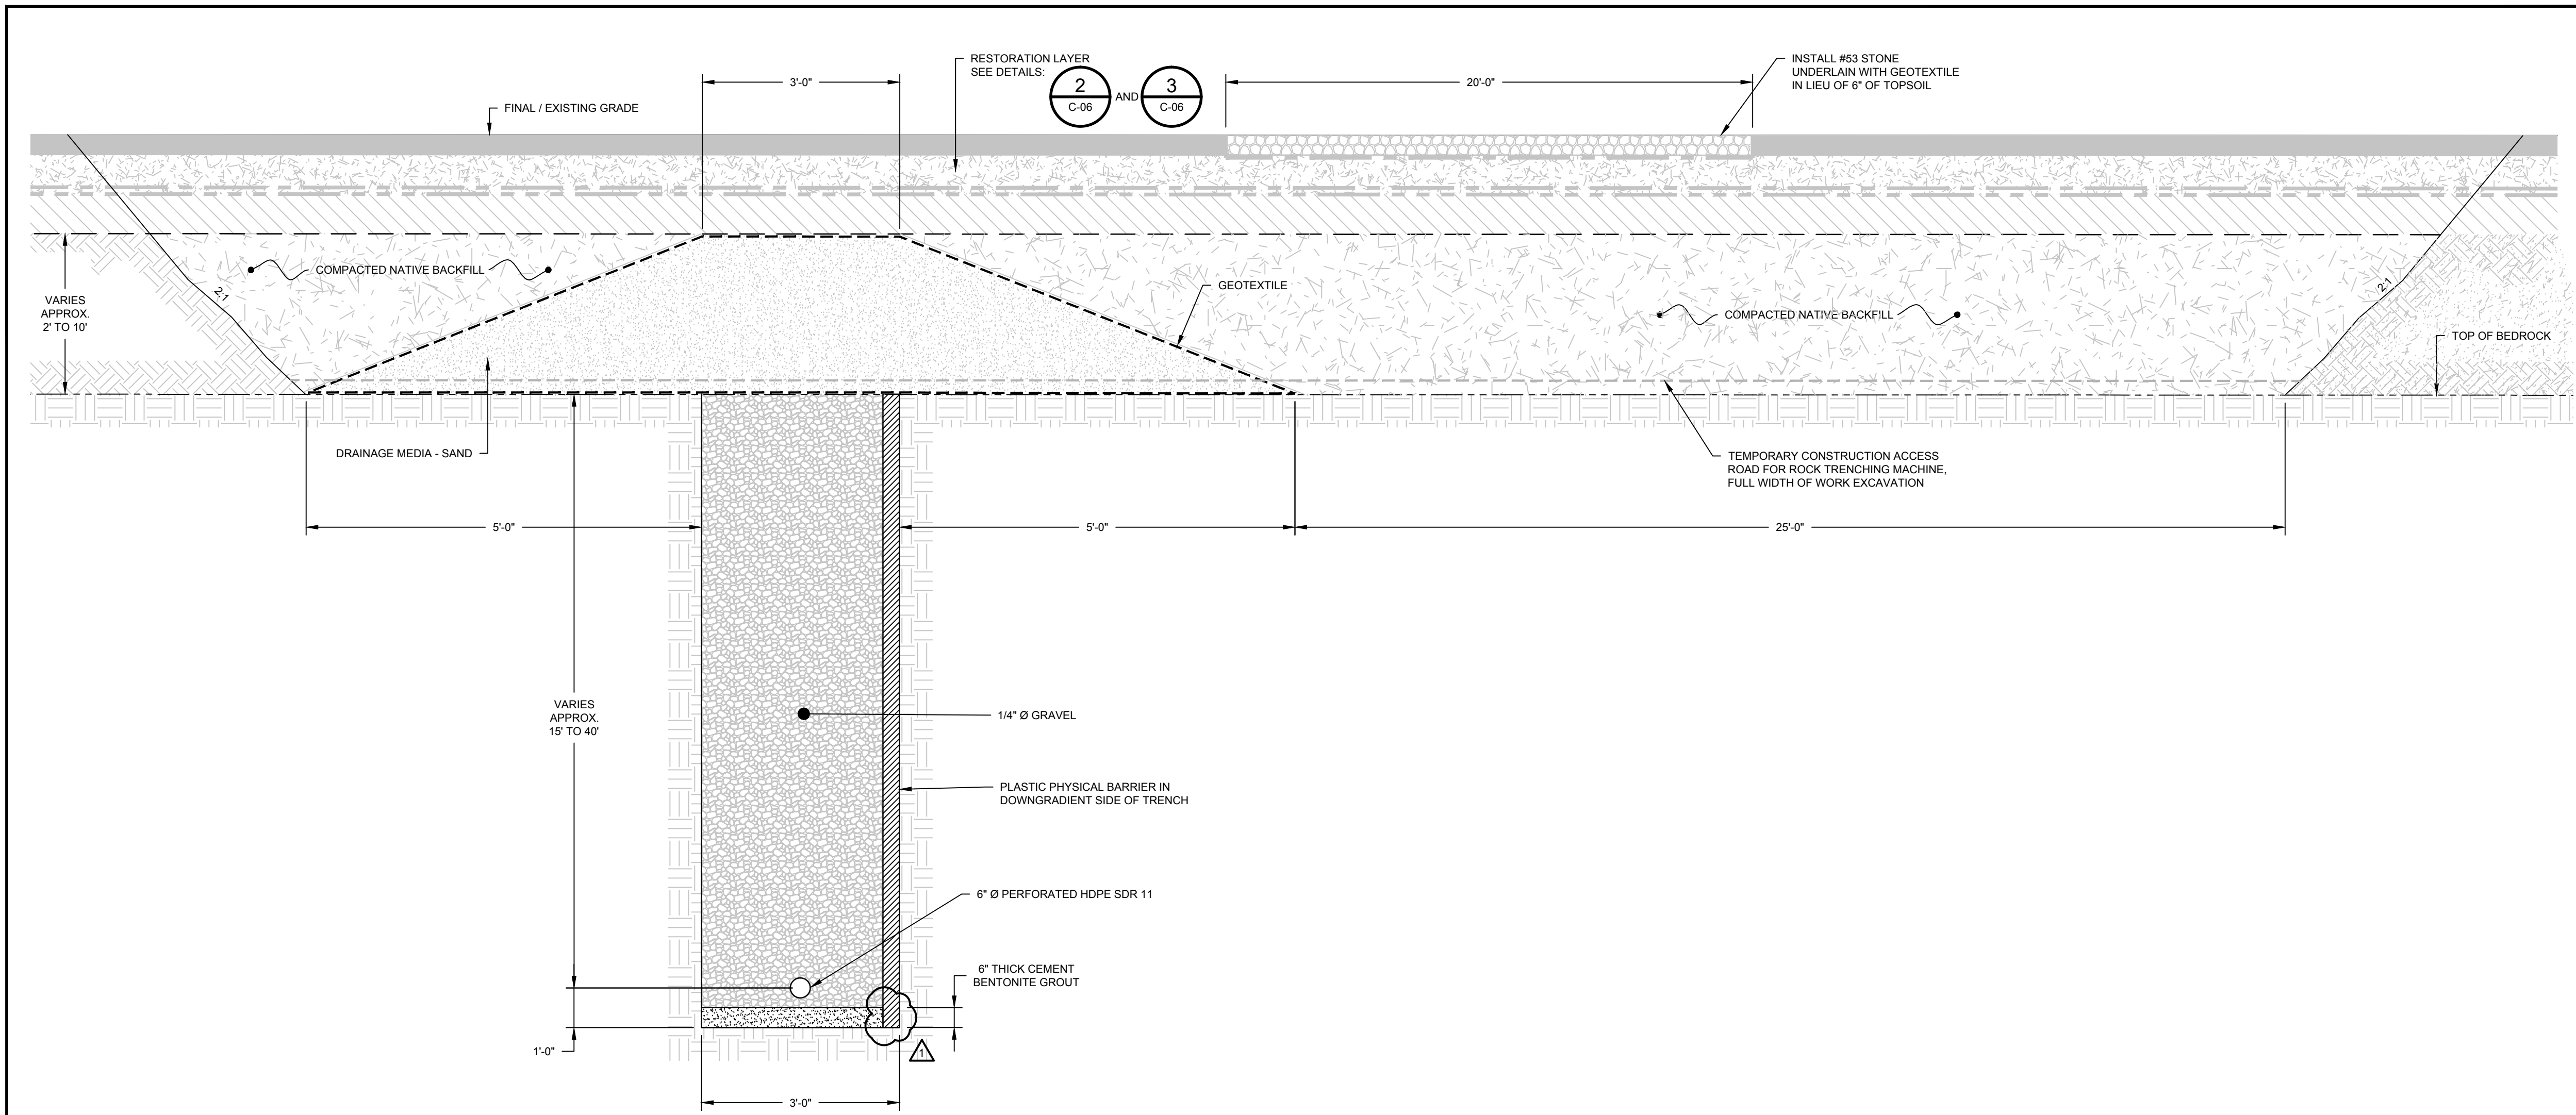 RESTORATION LAYER
SEE DETAILS:
2
C-06
AND
3
C-06
3'-0"
20'-0"
INSTALL #53 STONE
UNDERLAIN WITH GEOTEXTILE
IN LIEU OF 6" OF TOPSOIL
FINAL / EXISTING GRADE
COMPACTED NATIVE BACKFILL
2:1
VARIES
APPROX.
2' TO 10'
GEOTEXTILE
COMPACTED NATIVE BACKFILL
2:1
TOP OF BEDROCK
DRAINAGE MEDIA - SAND
TEMPORARY CONSTRUCTION ACCESS
ROAD FOR ROCK TRENCHING MACHINE,
FULL WIDTH OF WORK EXCAVATION
5'-0"
5'-0"
25'-0"
VARIES
APPROX.
15' TO 40'
1/4" Ø GRAVEL
PLASTIC PHYSICAL BARRIER IN
DOWNGRADIENT SIDE OF TRENCH
6" Ø PERFORATED HDPE SDR 11
6" THICK CEMENT
BENTONITE GROUT
1'-0"
1
3'-0"